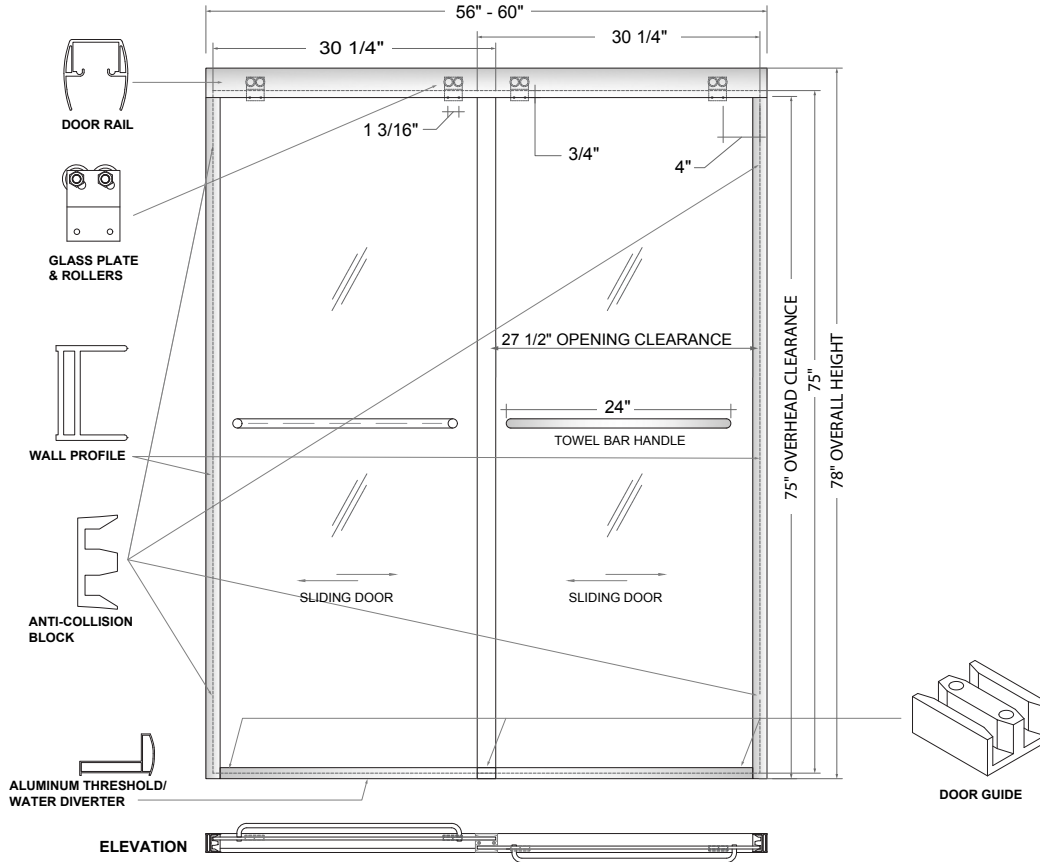 56" - 60"
30 1/4"
30 1/4"
DOOR RAIL
1 3/16"
3/4"
4"
GLASS PLATE
& ROLLERS
27 1/2" OPENING CLEARANCE
75" OVERHEAD CLEARANCE
75"
78" OVERALL HEIGHT
24"
TOWEL BAR HANDLE
WALL PROFILE
SLIDING DOOR
SLIDING DOOR
ANTI-COLLISION
BLOCK
ALUMINUM THRESHOLD/
WATER DIVERTER
DOOR GUIDE
ELEVATION